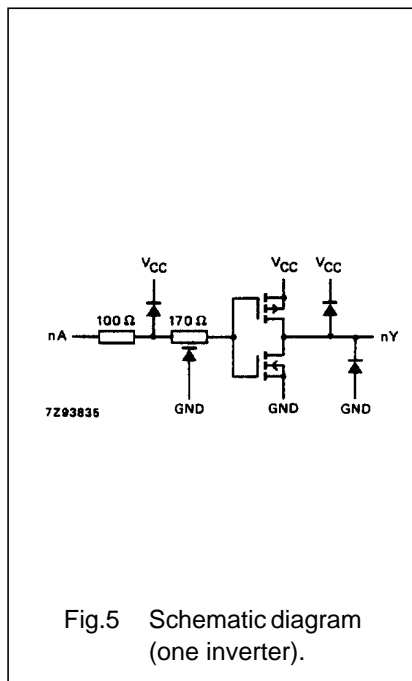 VCC VCC VCC
100 Ω 170 Ω
nA nY
7Z93835 GND GND GND
Fig.5 Schematic diagram
(one inverter).